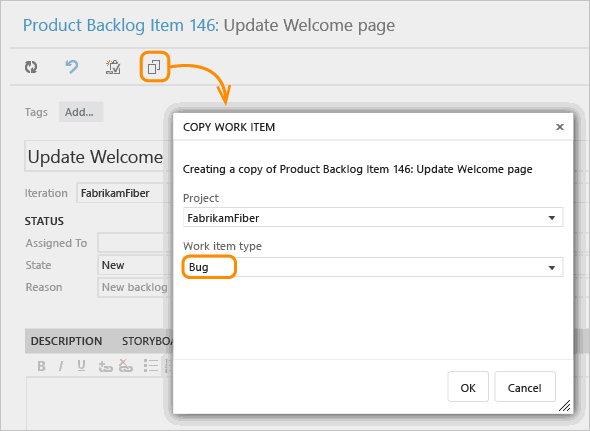 Product Backlog Item 146: Update Welcome page
Tags Add...
COPY WORK ITEM
Creating a copy of Product Backlog Item 146: Update Welcome page
Project
FabrikamFiber
Work item type
Bug
OK Cancel
Update Welcome
Iteration FabrikamFiber
STATUS
Assigned To
State New
Reason New backlog
DESCRIPTION STORYBOA
B I U